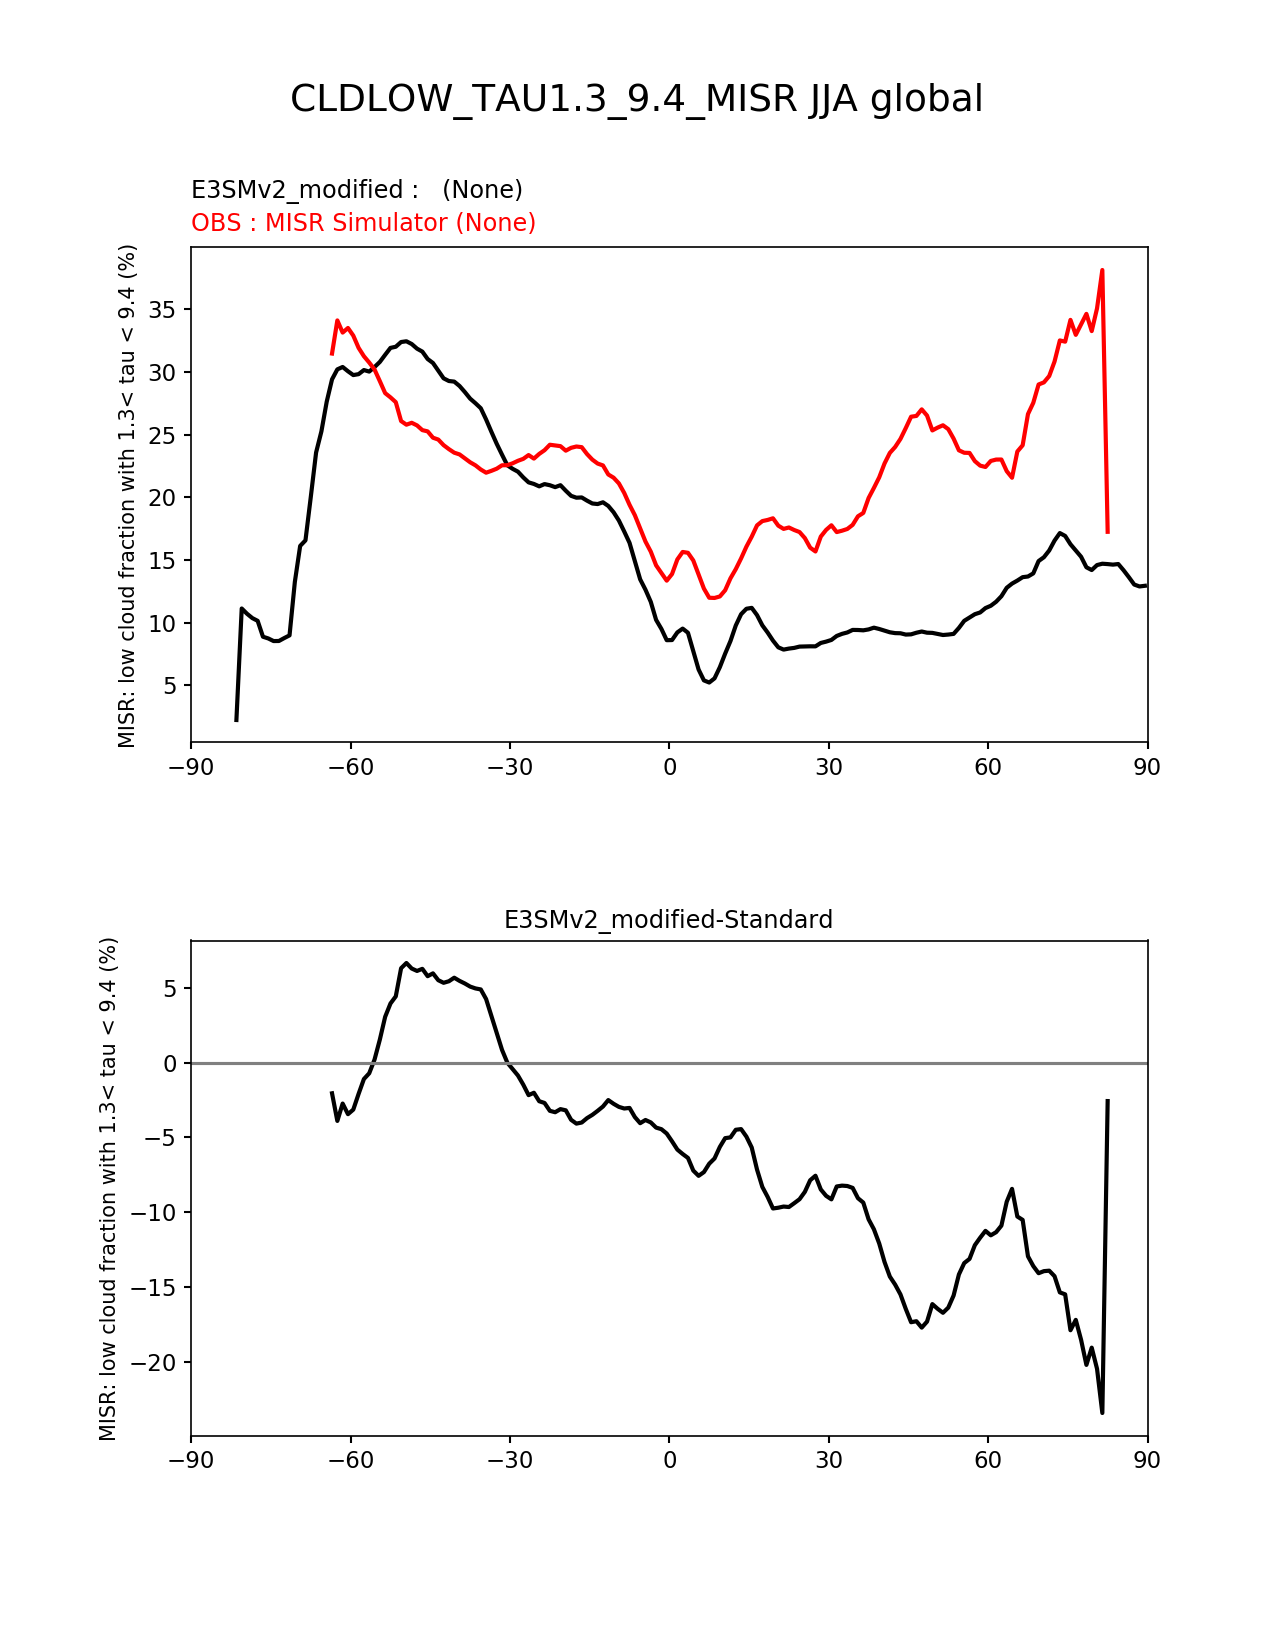 CLDLOW_TAU1.3_9.4_MISR JJA global
E3SMv2_modified :   (None)
OBS : MISR Simulator (None)
MISR: low cloud fraction with 1.3< tau < 9.4 (%)
35
30
25
20
15
10
5
−90 −60 −30 0 30 60 90
E3SMv2_modified-Standard
MISR: low cloud fraction with 1.3< tau < 9.4 (%)
5
0
−5
−10
−15
−20
−90 −60 −30 0 30 60 90